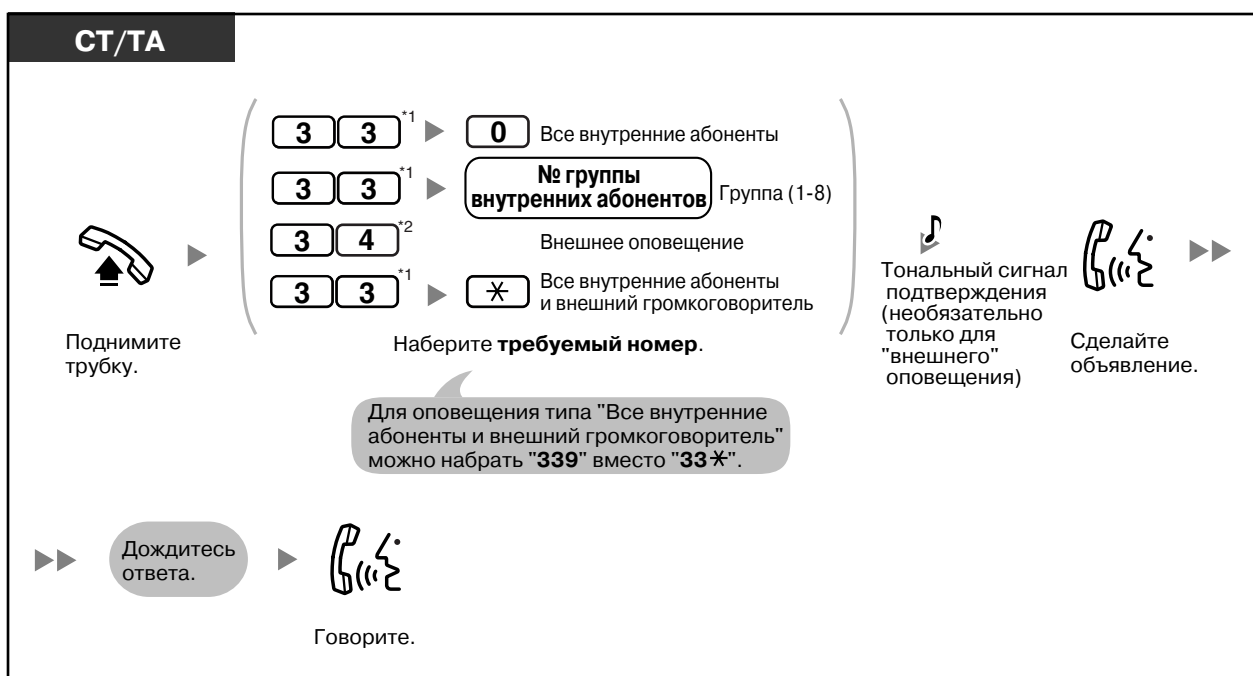 СТ/ТА
3 3 *1 0 Все внутренние абоненты
3 3 *1 № группы
внутренних абонентов Группа (1-8)
3 4 *2 Внешнее оповещение
3 3 *1 * Все внутренние абоненты
и внешний громкоговоритель
Поднимите
трубку.
Наберите требуемый номер.
Для оповещения типа "Все внутренние
абоненты и внешний громкоговоритель"
можно набрать "339" вместо "33*".
Тональный сигнал
подтверждения
(необязательно
только для
"внешнего"
оповещения)
Сделайте
объявление.
Дождитесь
ответа.
Говорите.